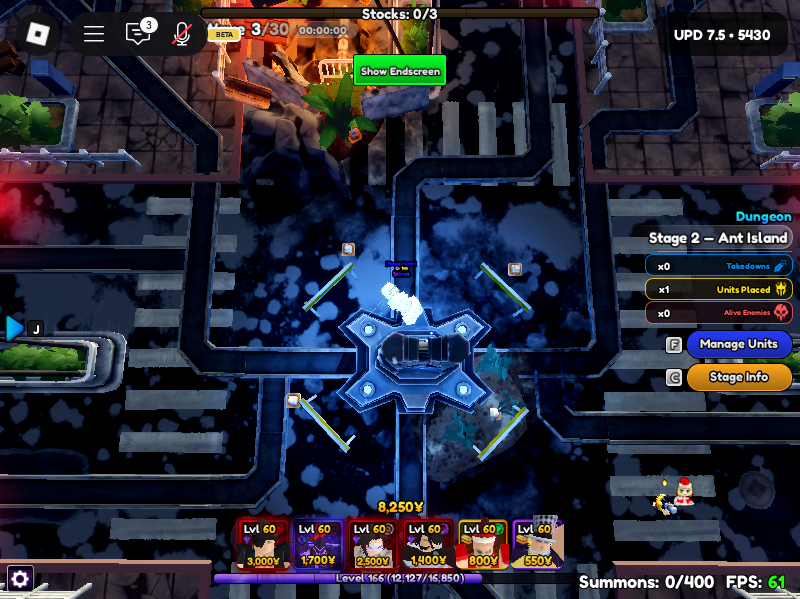 Stocks: 0/3
3
BETA
3/30
00:00:00
UPD 7.5 • 5430
Show Endscreen
Dungeon
Stage 2 – Ant Island
x0 Takedowns
x1 Units Placed
x0 Alive Enemies
F Manage Units
C Stage Info
J
8,250¥
Lvl 60 Lvl 60 Lvl 60 Lvl 60 Lvl 60 Lvl 60
3,000¥ 1,700¥ 2,500¥ 1,400¥ 800¥ 550¥
Level 166 (12,127/16,850)
Summons: 0/400 FPS: 61